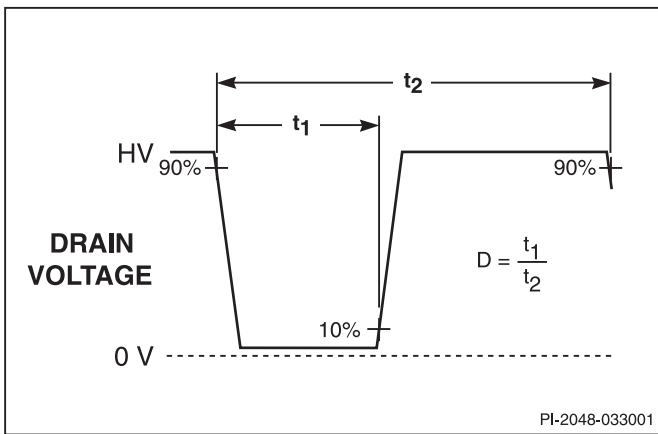 t2
t1
HV
90%
90%
DRAIN
VOLTAGE
D = t1
t2
10%
0 V
PI-2048-033001